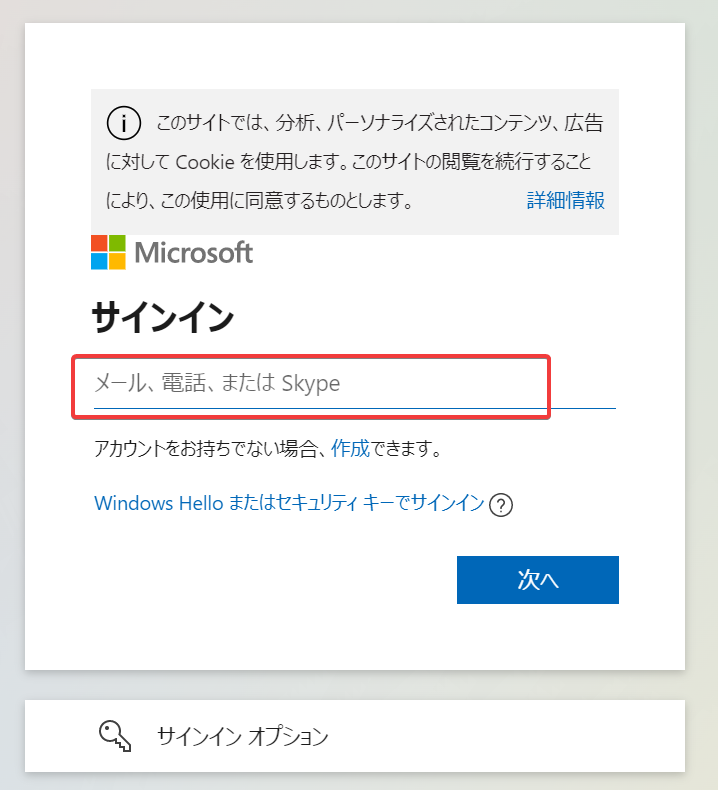 このサイトでは、分析、パーソナライズされたコンテンツ、広告
に対して Cookie を使用します。このサイトの閲覧を続行すること
により、この使用に同意するものとします。 詳細情報
Microsoft
サインイン
メール、電話、または Skype
アカウントをお持ちでない場合、作成できます。
Windows Hello またはセキュリティ キーでサインイン
次へ
サインイン オプション